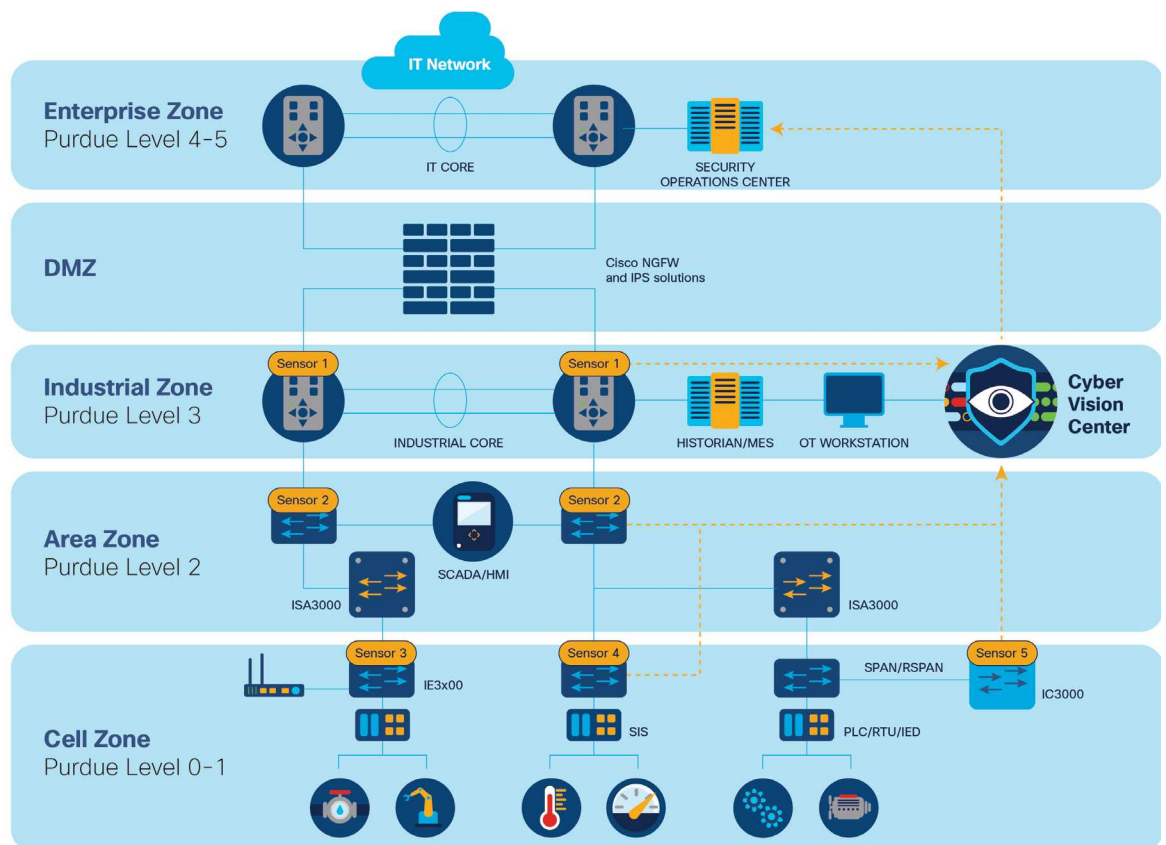 IT Network
Enterprise Zone
Purdue Level 4-5
IT CORE
SECURITY
OPERATIONS CENTER
DMZ
Cisco NGFW
and IPS solutions
Sensor 1
Sensor 1
Industrial Zone
Purdue Level 3
INDUSTRIAL CORE
HISTORIAN/MES
OT WORKSTATION
Cyber
Vision
Center
Sensor 2
Sensor 2
Area Zone
Purdue Level 2
SCADA/HMI
ISA3000
ISA3000
Sensor 3
Sensor 4
Sensor 5
SPAN/RSPAN
IE3x00
IC3000
Cell Zone
Purdue Level 0-1
SIS
PLC/RTU/IED